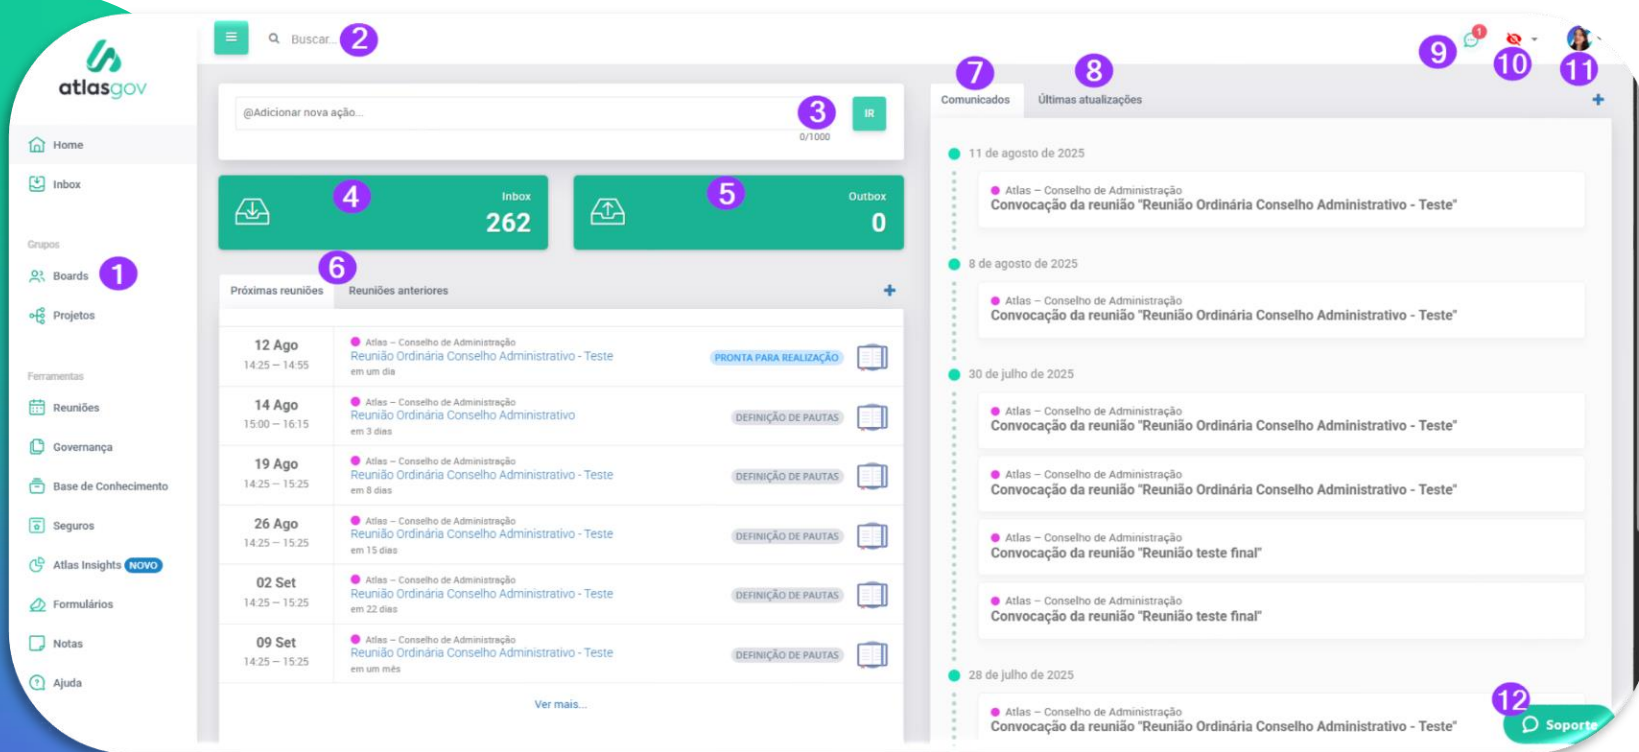 atlasgov
Home
Inbox
Grupos
Boards 1
Projetos
Ferramentas
Reuniões
Governança
Base de Conhecimento
Seguros
Atlas Insights NOVO
Formulários
Notas
Ajuda
Buscar... 2
9 1
10
11
@Adicionar nova ação... 3 IR
0/1000
4 Inbox
262
5 Outbox
0
6
Próximas reuniões Reuniões anteriores +
12 Ago
14:25 — 14:55
Atlas – Conselho de Administração
Reunião Ordinária Conselho Administrativo - Teste
em um dia
PRONTA PARA REALIZAÇÃO
14 Ago
15:00 — 16:15
Atlas – Conselho de Administração
Reunião Ordinária Conselho Administrativo
em 3 dias
DEFINIÇÃO DE PAUTAS
19 Ago
14:25 — 15:25
Atlas – Conselho de Administração
Reunião Ordinária Conselho Administrativo - Teste
em 8 dias
DEFINIÇÃO DE PAUTAS
26 Ago
14:25 — 15:25
Atlas – Conselho de Administração
Reunião Ordinária Conselho Administrativo - Teste
em 15 dias
DEFINIÇÃO DE PAUTAS
02 Set
14:25 — 15:25
Atlas – Conselho de Administração
Reunião Ordinária Conselho Administrativo - Teste
em 22 dias
DEFINIÇÃO DE PAUTAS
09 Set
14:25 — 15:25
Atlas – Conselho de Administração
Reunião Ordinária Conselho Administrativo - Teste
em um mês
DEFINIÇÃO DE PAUTAS
Ver mais...
7 8
Comunicados Últimas atualizações +
11 de agosto de 2025
Atlas – Conselho de Administração
Convocação da reunião "Reunião Ordinária Conselho Administrativo - Teste"
8 de agosto de 2025
Atlas – Conselho de Administração
Convocação da reunião "Reunião Ordinária Conselho Administrativo - Teste"
30 de julho de 2025
Atlas – Conselho de Administração
Convocação da reunião "Reunião Ordinária Conselho Administrativo - Teste"
Atlas – Conselho de Administração
Convocação da reunião "Reunião Ordinária Conselho Administrativo - Teste"
Atlas – Conselho de Administração
Convocação da reunião "Reunião teste final"
Atlas – Conselho de Administração
Convocação da reunião "Reunião teste final"
28 de julho de 2025
Atlas – Conselho de Administração
Convocação da reunião "Reunião Ordinária Conselho Administrativo - Teste"
12
Soporte